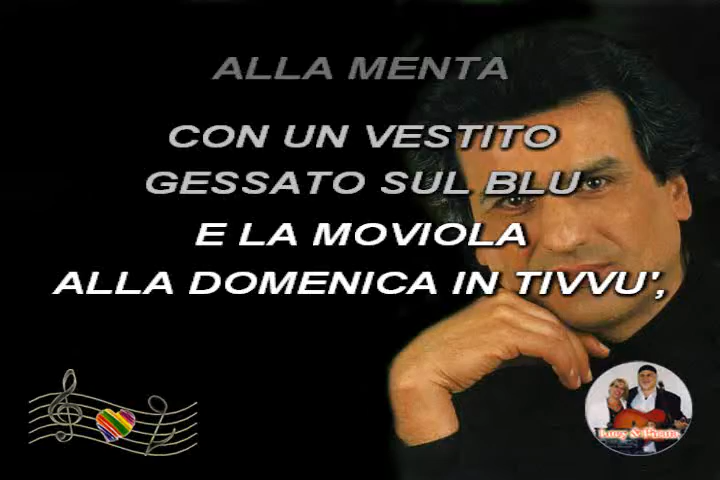 ALLA MENTA
CON UN VESTITO
GESSATO SUL BLU
E LA MOVIOLA
ALLA DOMENICA IN TIVVU',